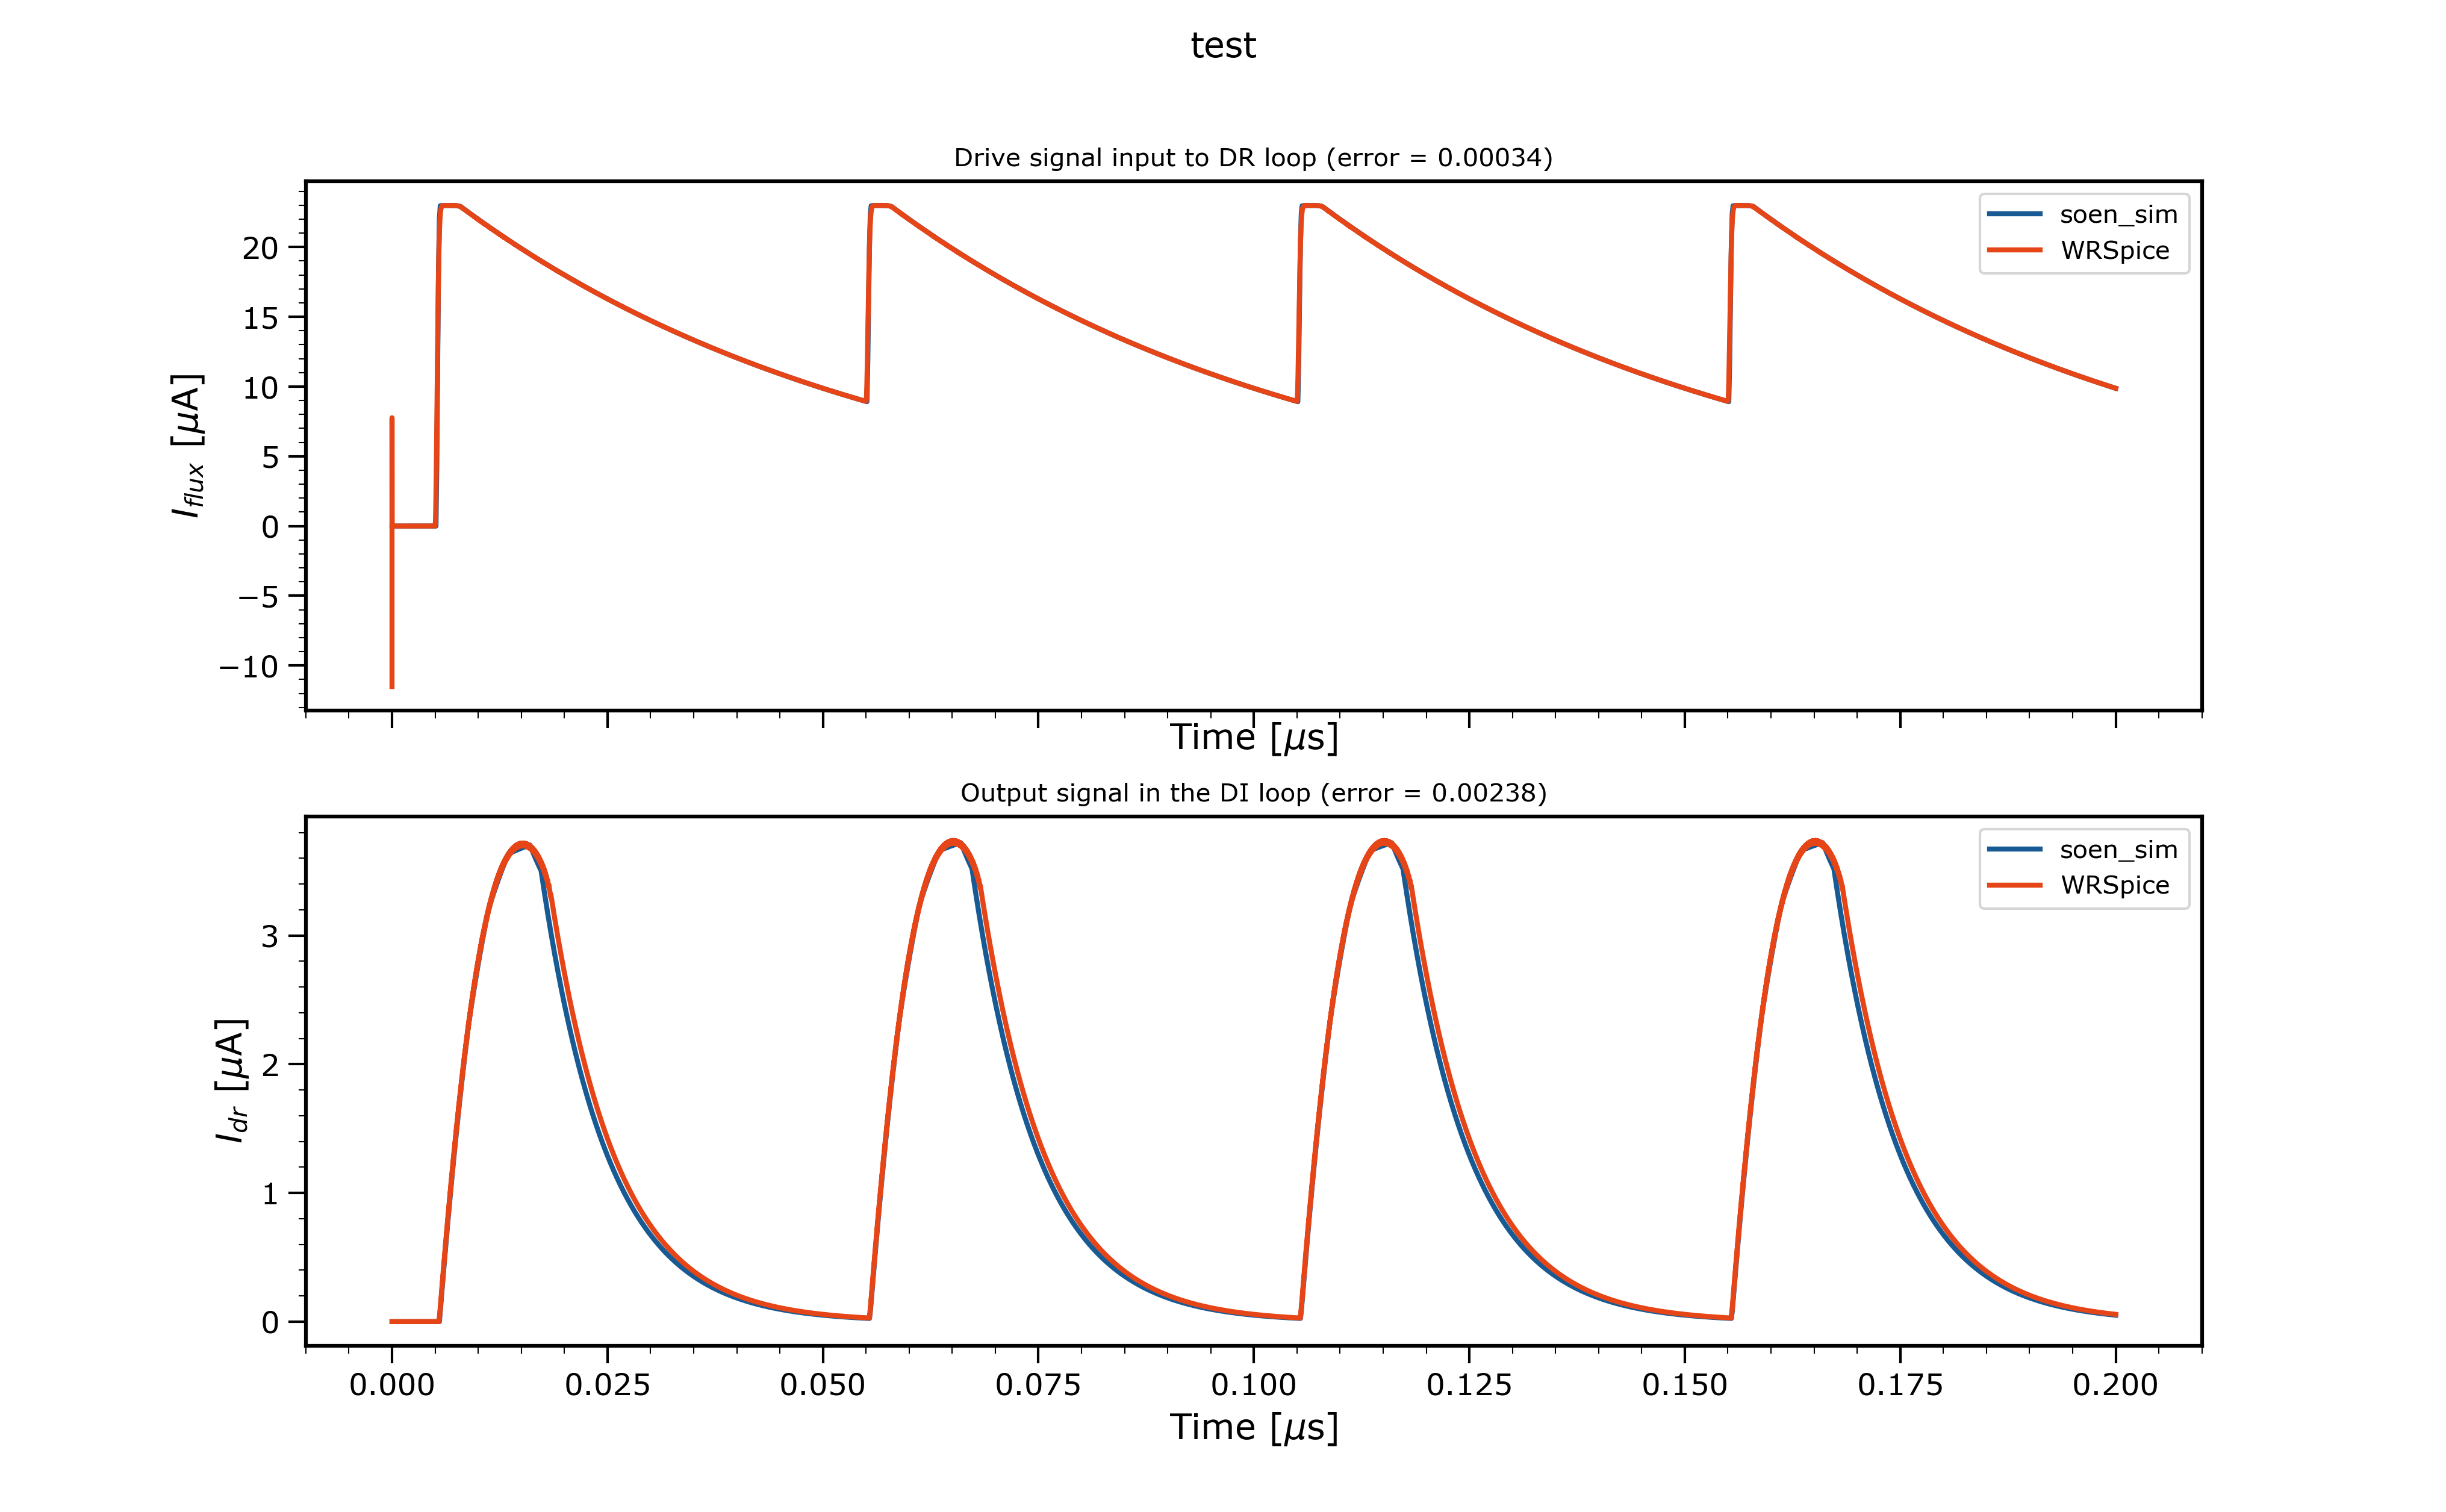 test
Drive signal input to DR loop (error = 0.00034)
soen_sim
WRSpice
20
15
10
5
0
−5
−10
I_flux [μA]
Time [μs]
Output signal in the DI loop (error = 0.00238)
soen_sim
WRSpice
3
2
1
0
I_dr [μA]
0.000 0.025 0.050 0.075 0.100 0.125 0.150 0.175 0.200
Time [μs]